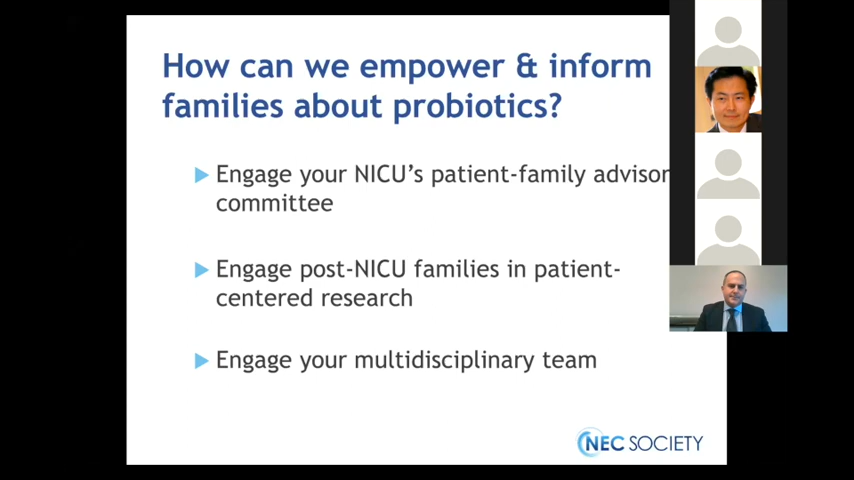 How can we empower & inform
families about probiotics?
Engage your NICU's patient-family advisor
committee
Engage post-NICU families in patient-
centered research
Engage your multidisciplinary team
NEC SOCIETY